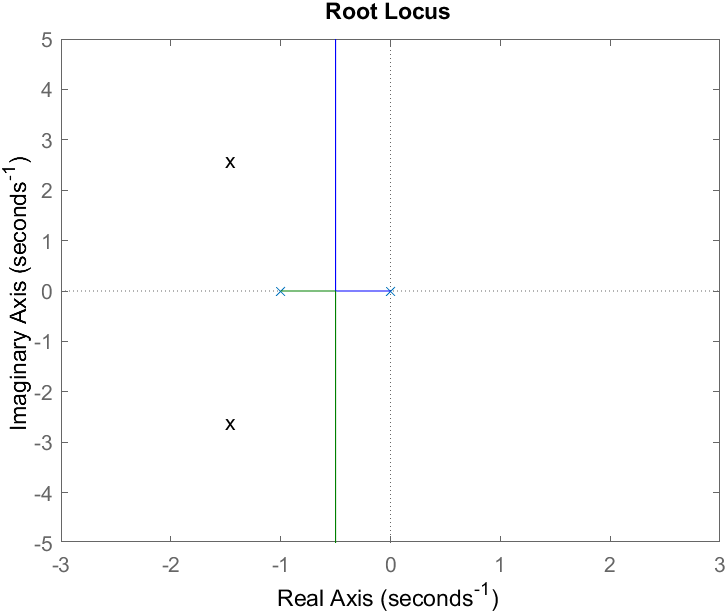 Root Locus
5
4
3
x
2
1
0
-1
-2
x
-3
-4
-5
-3 -2 -1 0 1 2 3
Imaginary Axis (seconds⁻¹)
Real Axis (seconds⁻¹)